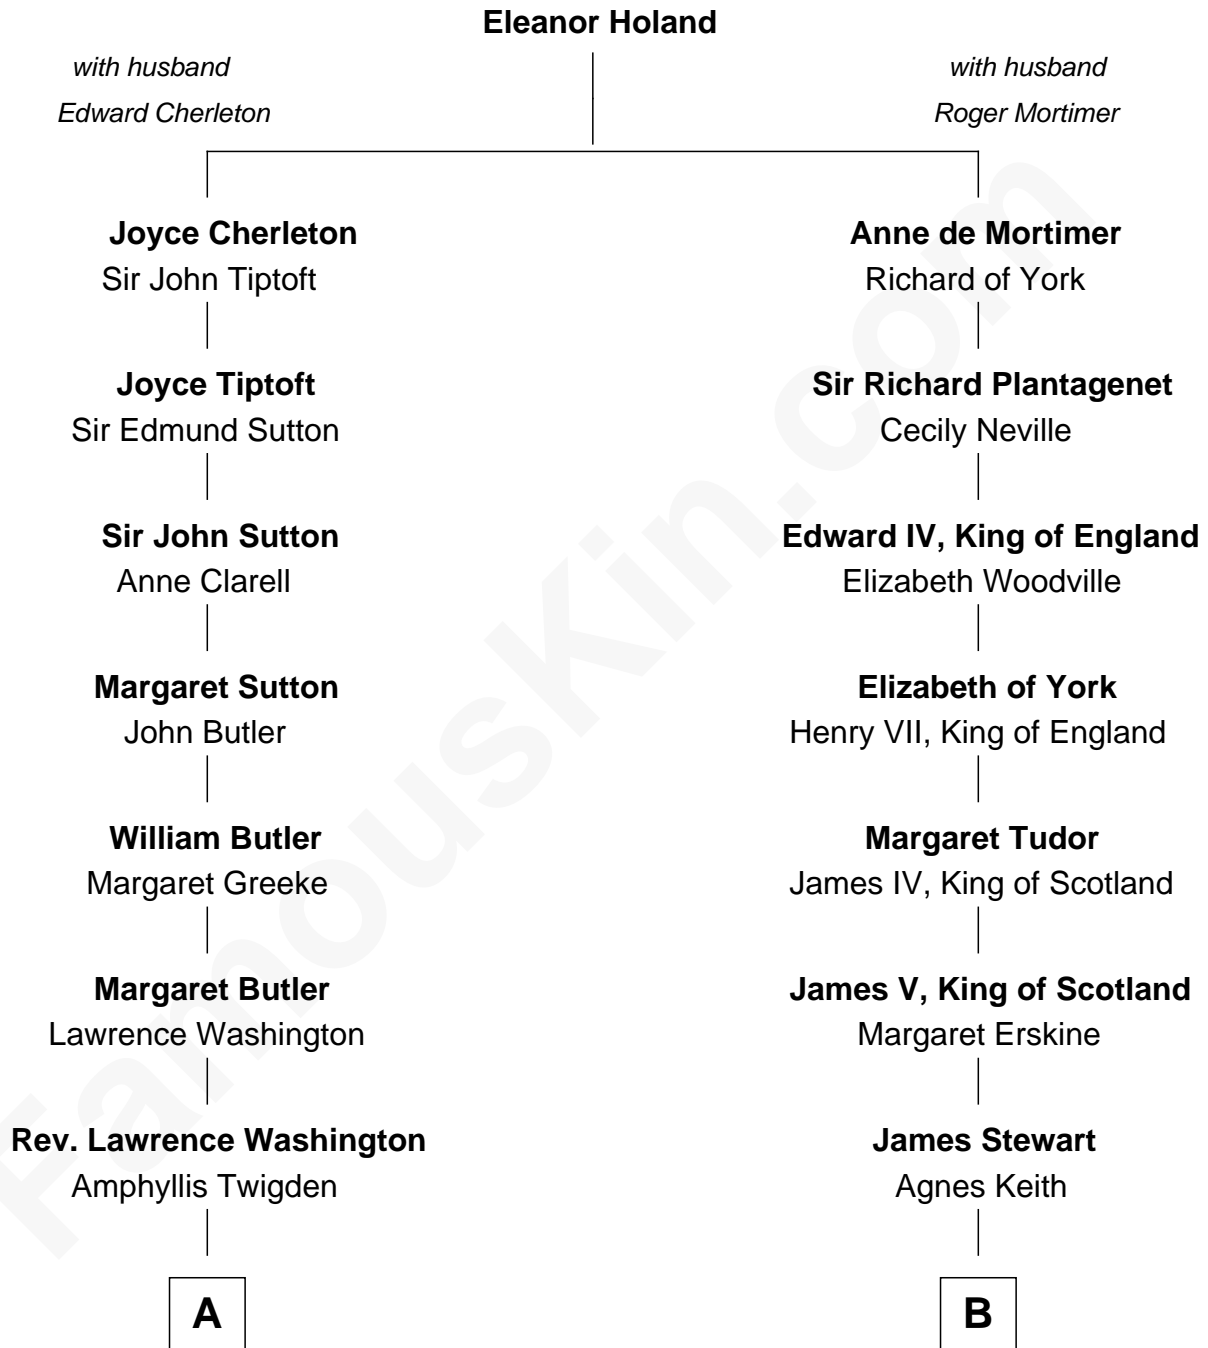 Eleanor Holand
with husband
Edward Cherleton
with husband
Roger Mortimer
Joyce Cherleton
Sir John Tiptoft
Anne de Mortimer
Richard of York
Joyce Tiptoft
Sir Edmund Sutton
Sir Richard Plantagenet
Cecily Neville
Sir John Sutton
Anne Clarell
Edward IV, King of England
Elizabeth Woodville
Margaret Sutton
John Butler
Elizabeth of York
Henry VII, King of England
William Butler
Margaret Greeke
Margaret Tudor
James IV, King of Scotland
Margaret Butler
Lawrence Washington
James V, King of Scotland
Margaret Erskine
Rev. Lawrence Washington
Amphyllis Twigden
James Stewart
Agnes Keith
A
B
FamousKin.com